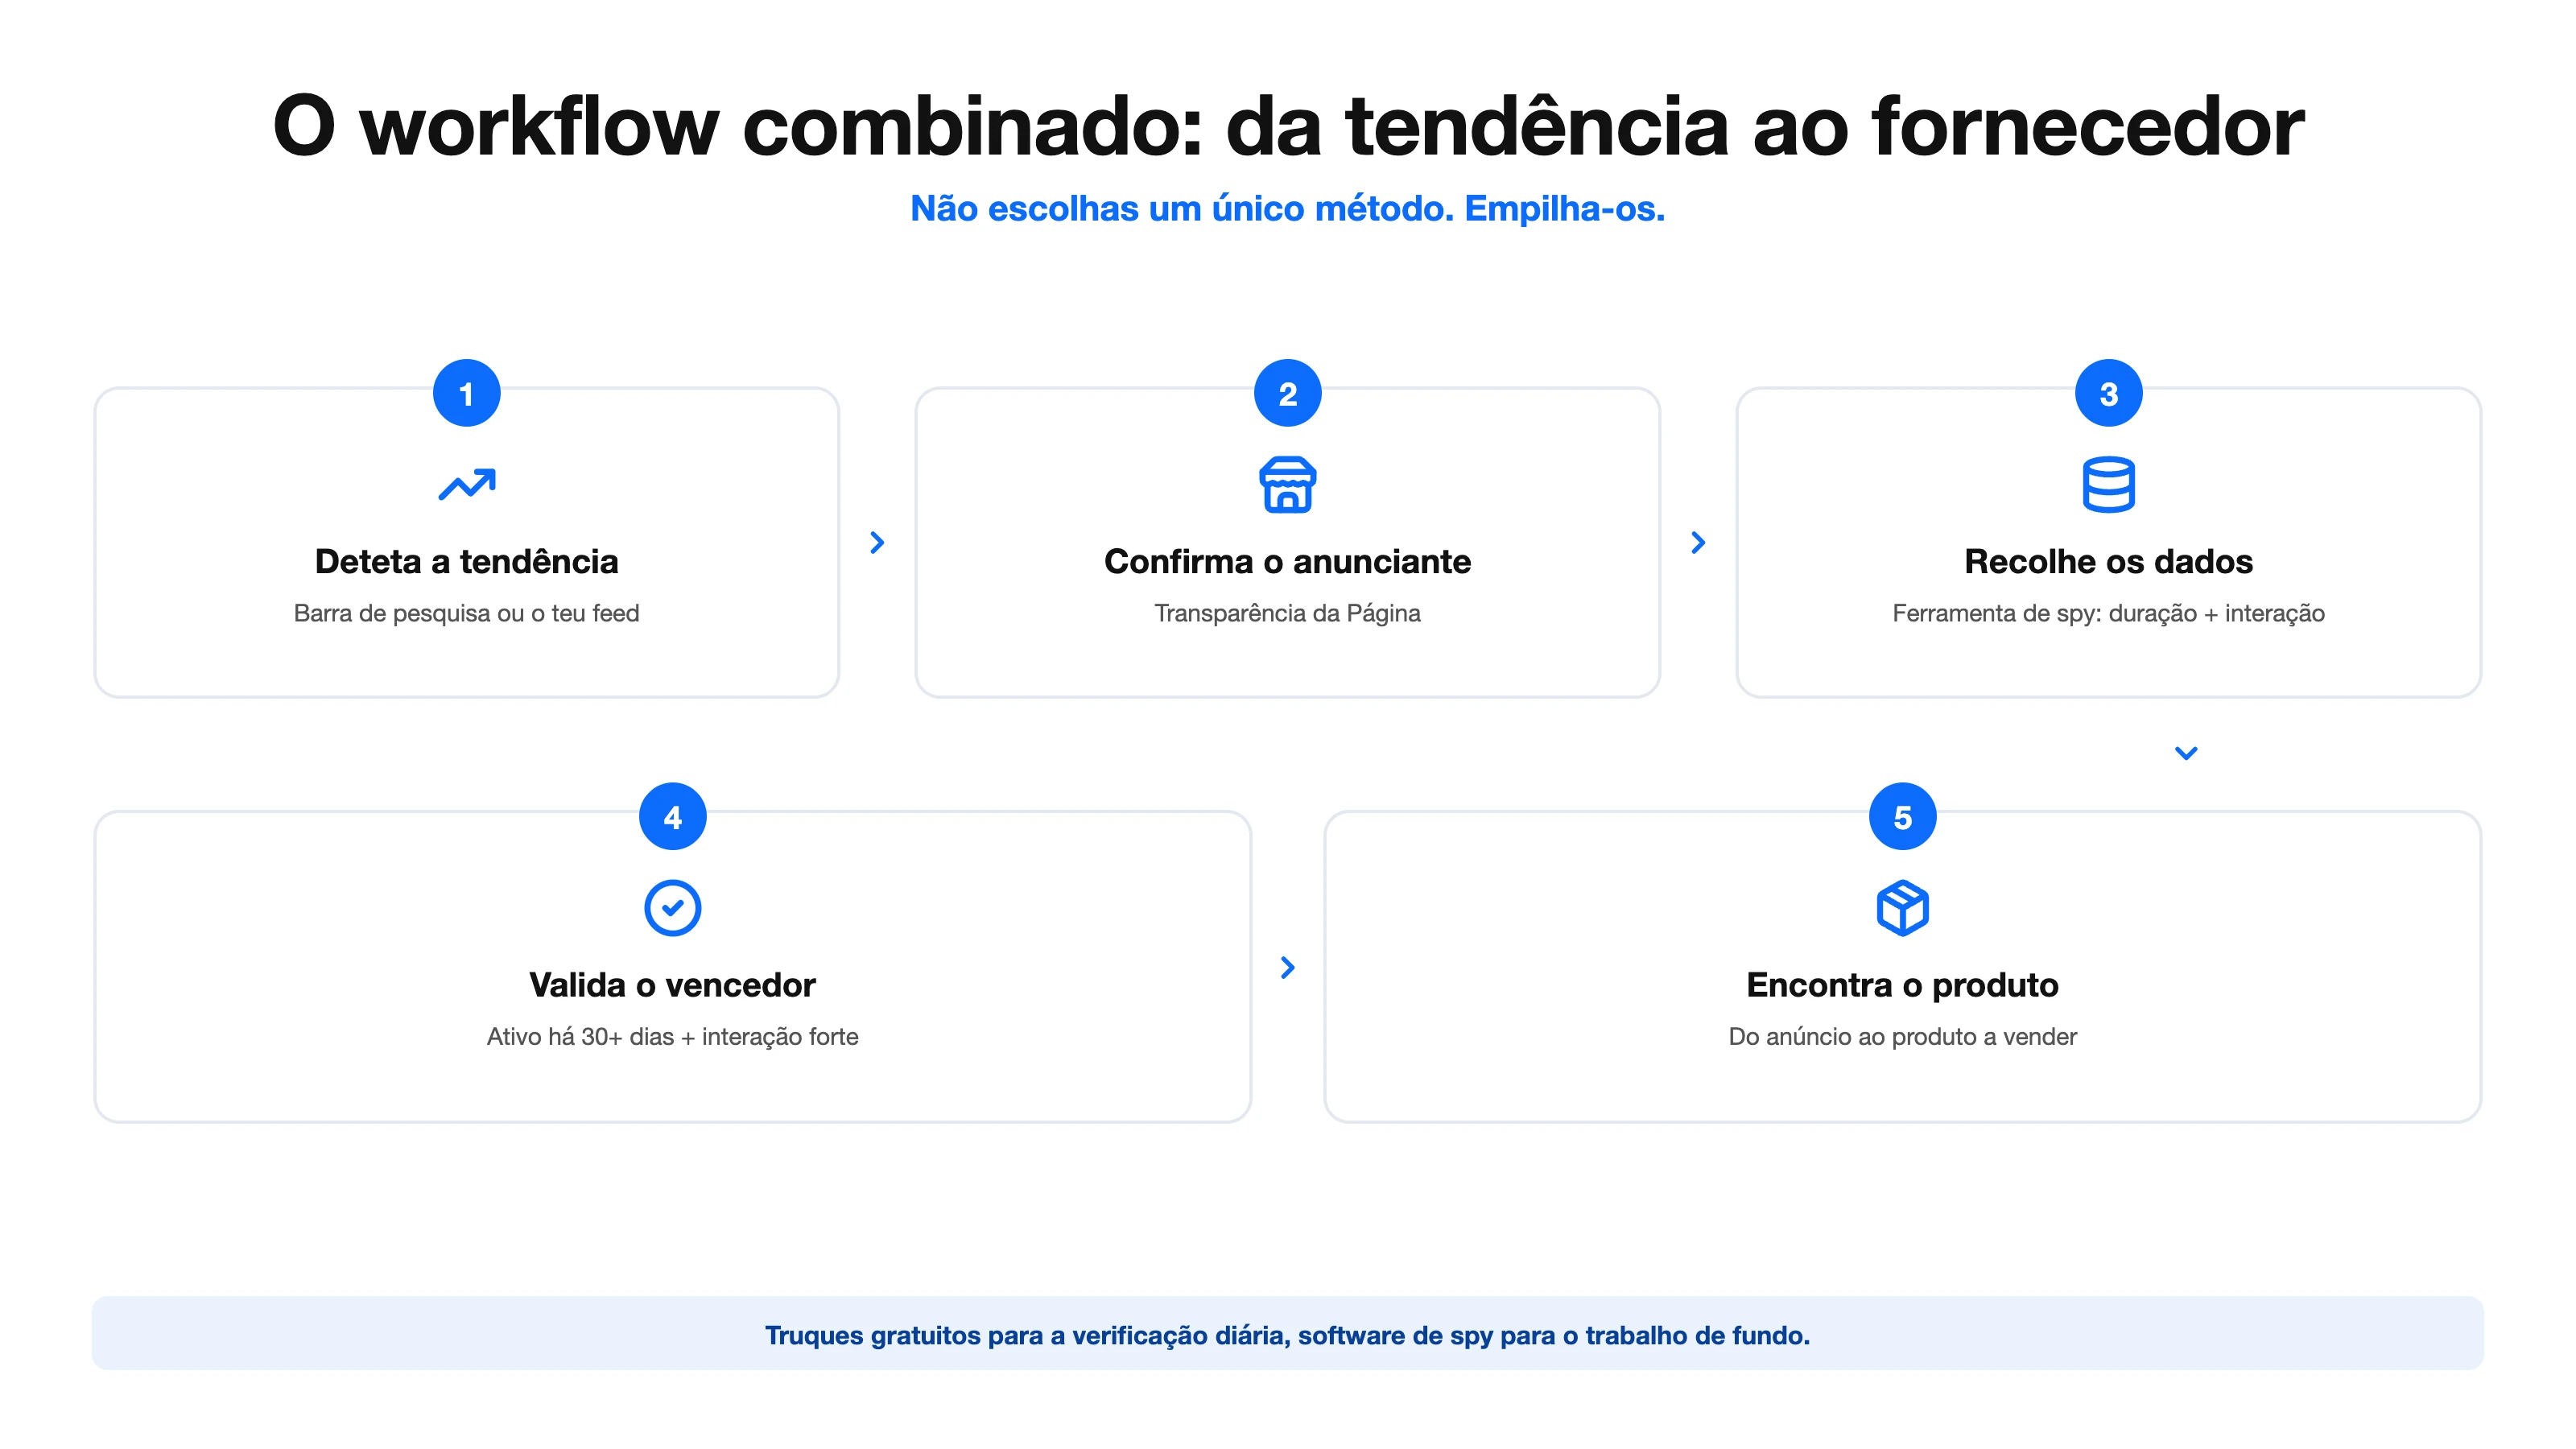 O workflow combinado: da tendência ao fornecedor
Não escolhas um único método. Empilha-os.
1
Deteta a tendência
Barra de pesquisa ou o teu feed
2
Confirma o anunciante
Transparência da Página
3
Recolhe os dados
Ferramenta de spy: duração + interação
4
Valida o vencedor
Ativo há 30+ dias + interação forte
5
Encontra o produto
Do anúncio ao produto a vender
Truques gratuitos para a verificação diária, software de spy para o trabalho de fundo.